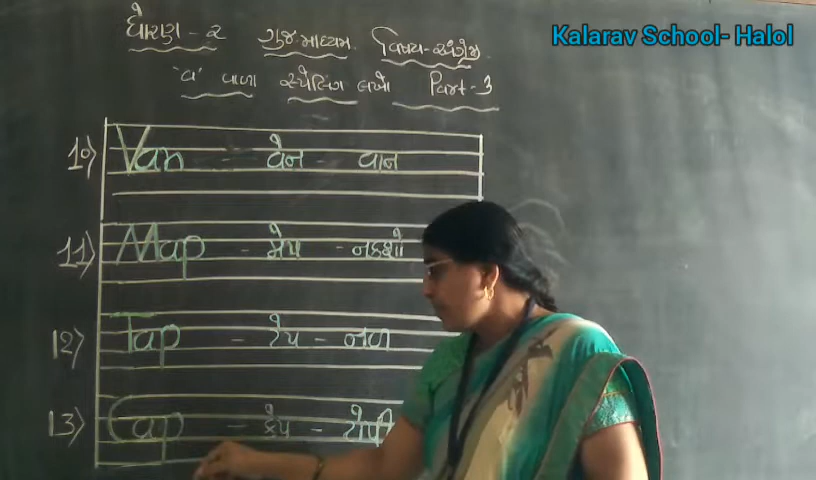 Kalarav School- Halol
ધોરણ - ૨ ગુજ. માધ્યમ. વિષય - અંગ્રેજી
'a' વાળા સ્પેલિંગ લખો Part-3
10) Van - વેન - વાન
11) Map - મેપ - નકશો
12) Tap - ટેપ - નળ
13) Cap - કેપ - ટોપી